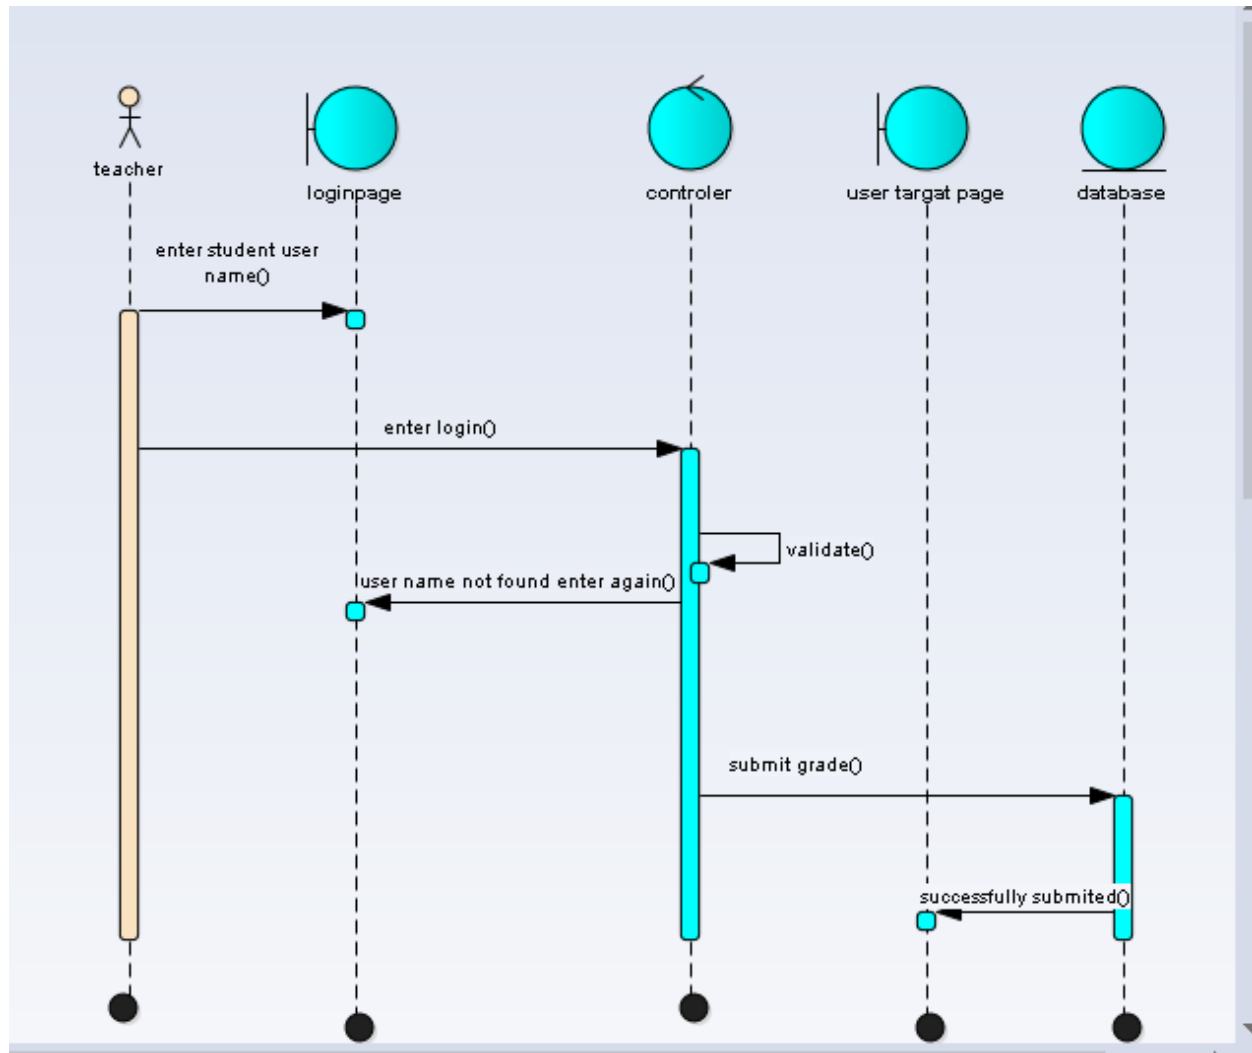 teacher
loginpage
controler
user targat page
database
enter student user
name()
enter login()
validate()
user name not found enter again()
submit grade()
successfully submited()